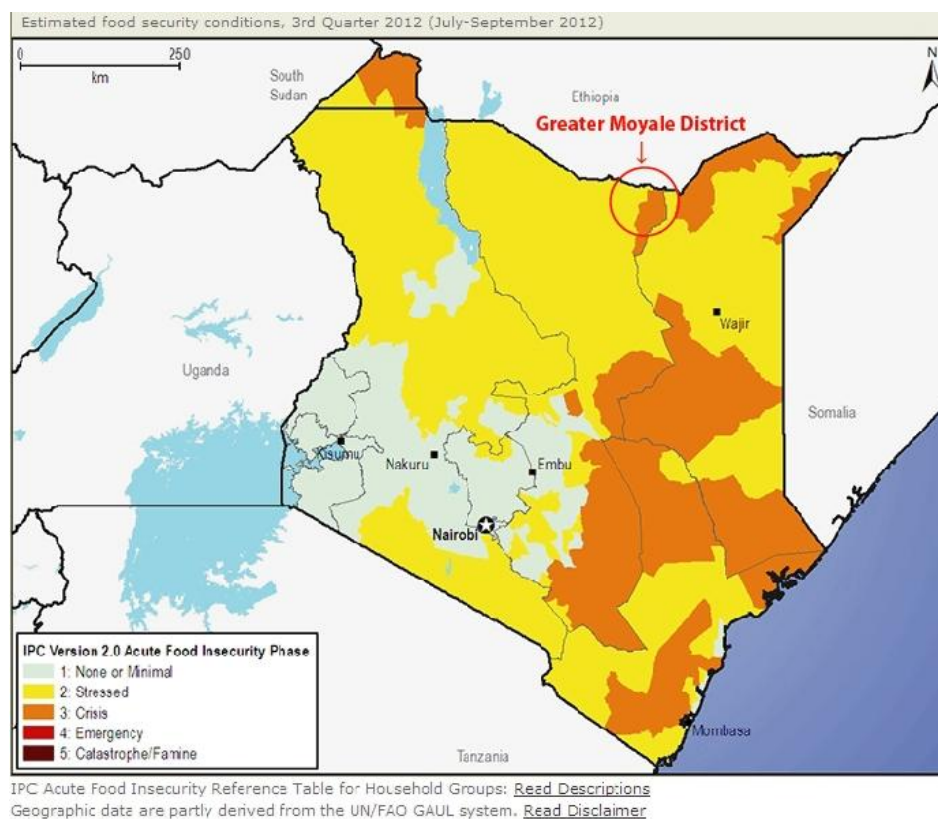 Estimated food security conditions, 3rd Quarter 2012 (July-September 2012)
0 250
km
N
South
Sudan
Ethiopia
Greater Moyale District
Wajir
Uganda
Somalia
Kisumu
Nakuru
Embu
Nairobi
IPC Version 2.0 Acute Food Insecurity Phase
1: None or Minimal
2: Stressed
3: Crisis
4: Emergency
5: Catastrophe/Famine
Mombasa
Tanzania
IPC Acute Food Insecurity Reference Table for Household Groups: Read Descriptions
Geographic data are partly derived from the UN/FAO GAUL system. Read Disclaimer